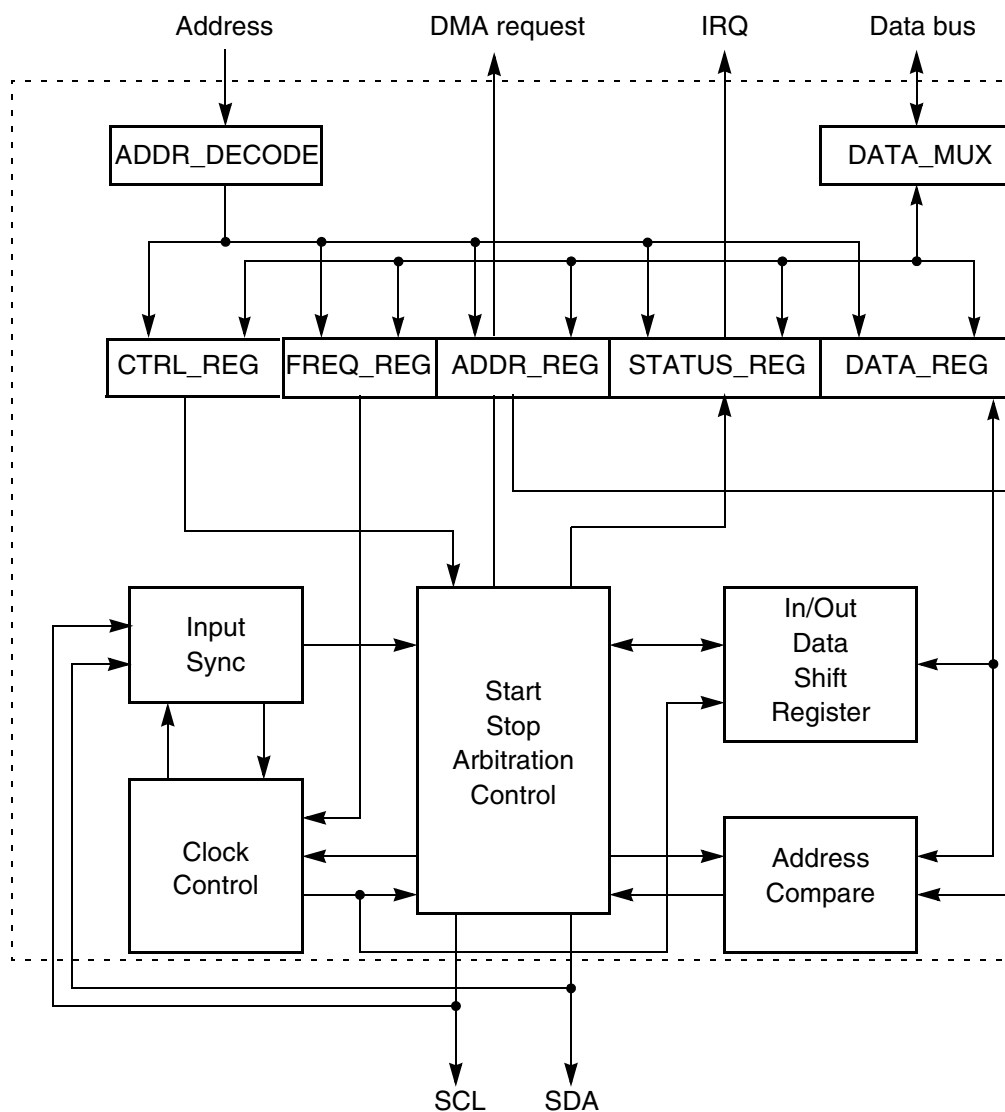 Address
DMA request
IRQ
Data bus
ADDR_DECODE
DATA_MUX
CTRL_REG
FREQ_REG
ADDR_REG
STATUS_REG
DATA_REG
Input
Sync
Start
Stop
Arbitration
Control
In/Out
Data
Shift
Register
Clock
Control
Address
Compare
SCL
SDA